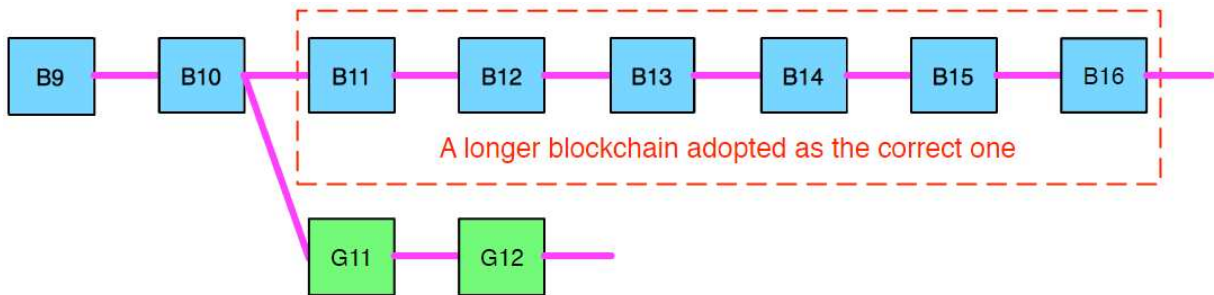 B9 B10 B11 B12 B13 B14 B15 B16
A longer blockchain adopted as the correct one
G11 G12